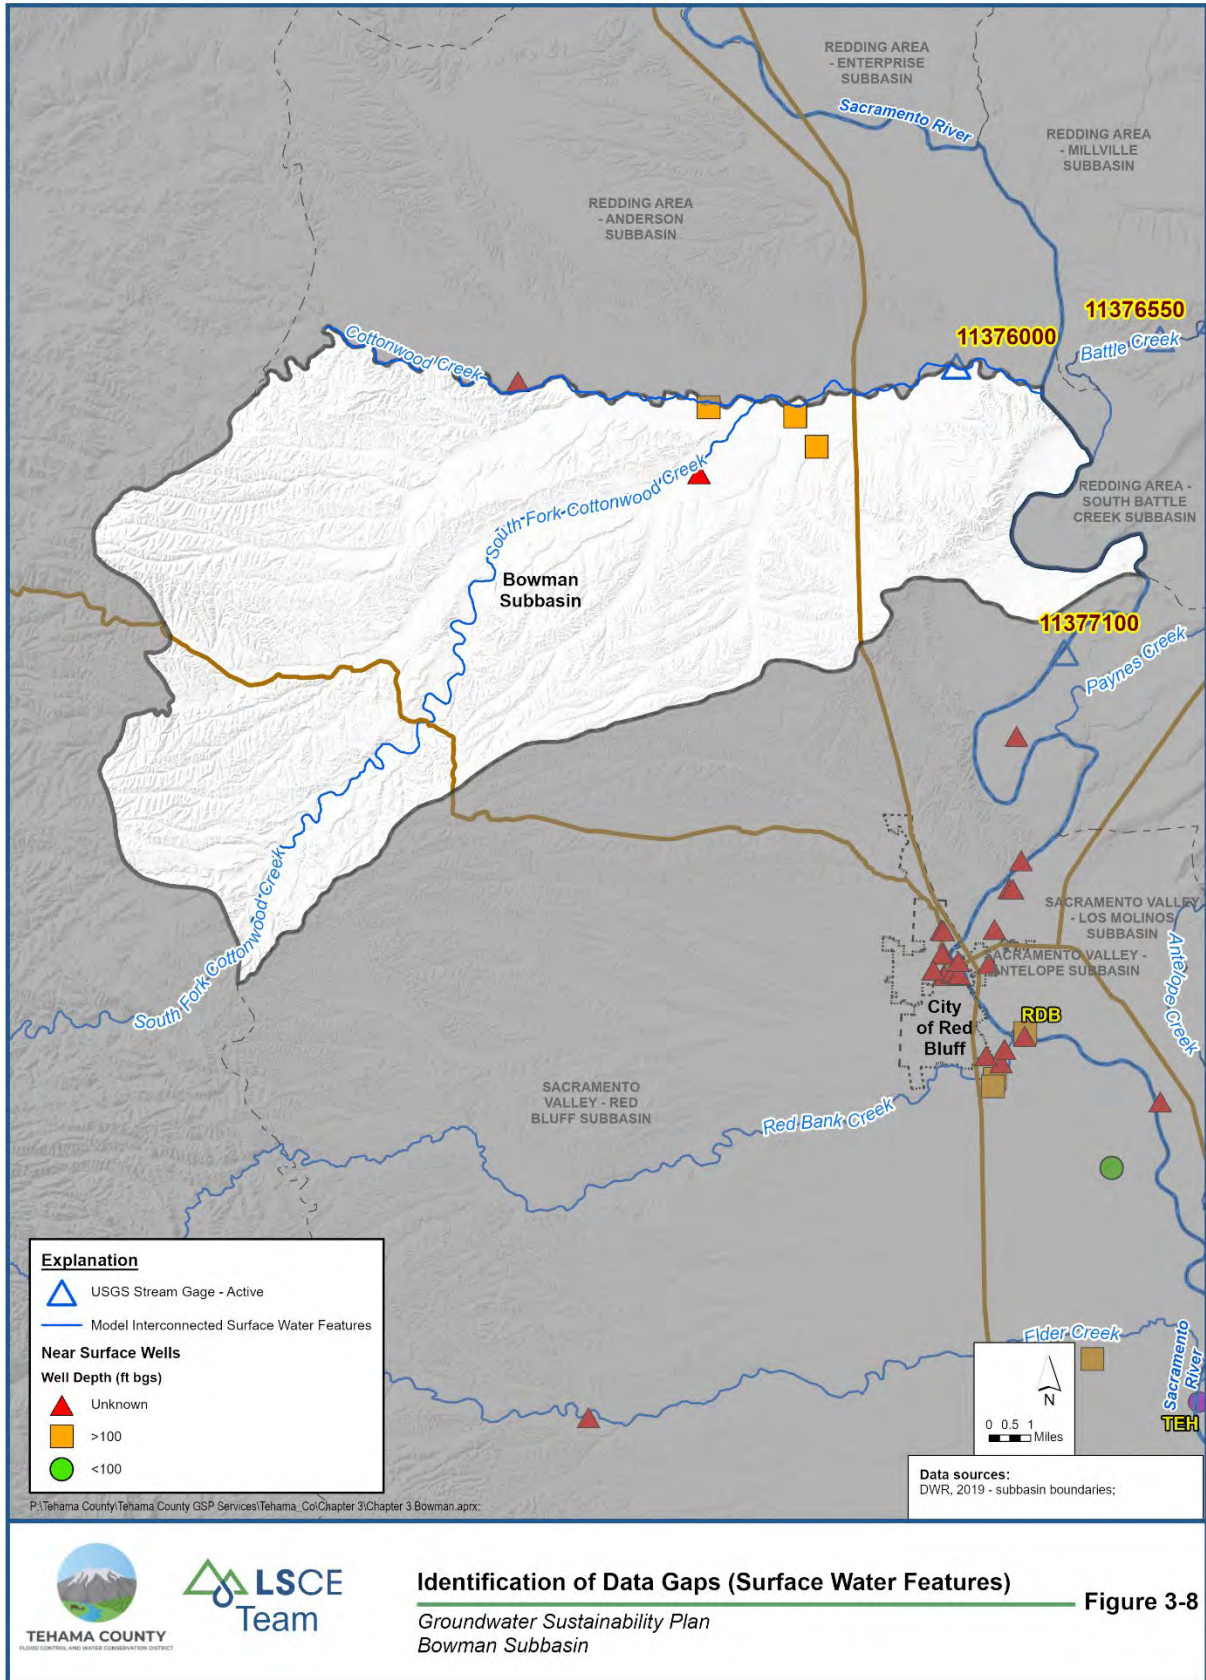 REDDING AREA
- ENTERPRISE
SUBBASIN
Sacramento River
REDDING AREA
- MILLVILLE
SUBBASIN
REDDING AREA
- ANDERSON
SUBBASIN
11376550
11376000
Battle Creek
Cottonwood Creek
South Fork Cottonwood Creek
REDDING AREA -
SOUTH BATTLE
CREEK SUBBASIN
Bowman
Subbasin
11377100
Paynes Creek
South Fork Cottonwood Creek
SACRAMENTO VALLEY
- LOS MOLINOS
SUBBASIN
SACRAMENTO VALLEY -
ANTELOPE SUBBASIN
Antelope Creek
City
of Red
Bluff
RDB
SACRAMENTO
VALLEY - RED
BLUFF SUBBASIN
Red Bank Creek
Elder Creek
Sacramento
River
TEH
N
0 0.5 1
Miles
Explanation
USGS Stream Gage - Active
Model Interconnected Surface Water Features
Near Surface Wells
Well Depth (ft bgs)
Unknown
>100
<100
Data sources:
DWR, 2019 - subbasin boundaries;
P:\Tehama County\Tehama County GSP Services\Tehama_Co\Chapter 3\Chapter 3 Bowman.aprx:
TEHAMA COUNTY
FLOOD CONTROL AND WATER CONSERVATION DISTRICT
LSCE
Team
Identification of Data Gaps (Surface Water Features)
Groundwater Sustainability Plan
Bowman Subbasin
Figure 3-8